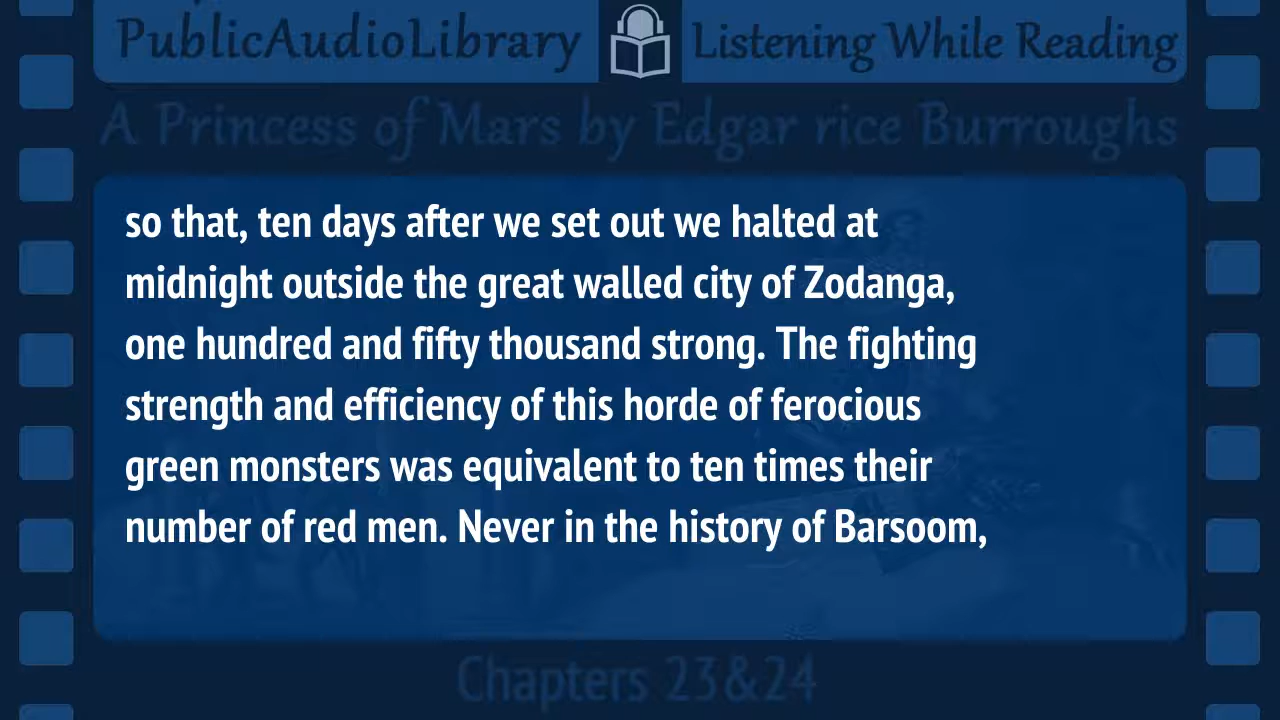 PublicAudioLibrary Listening While Reading
A Princess of Mars by Edgar rice Burroughs
so that, ten days after we set out we halted at
midnight outside the great walled city of Zodanga,
one hundred and fifty thousand strong. The fighting
strength and efficiency of this horde of ferocious
green monsters was equivalent to ten times their
number of red men. Never in the history of Barsoom,
Chapters 23&24